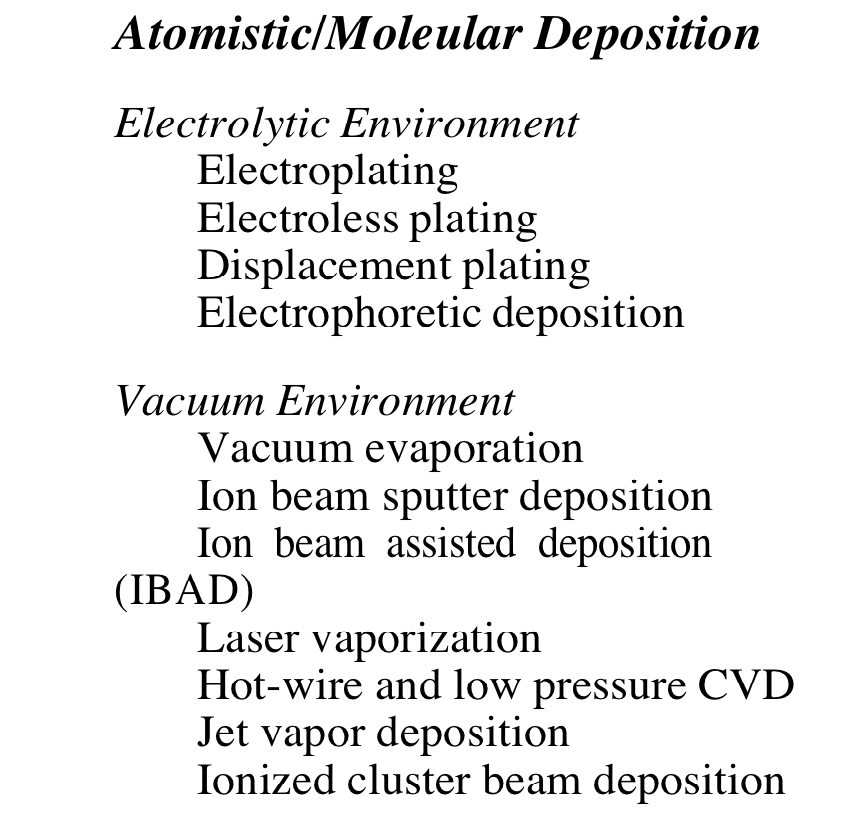 Atomistic/Moleular Deposition
Electrolytic Environment
Electroplating
Electroless plating
Displacement plating
Electrophoretic deposition
Vacuum Environment
Vacuum evaporation
Ion beam sputter deposition
Ion beam assisted deposition
(IBAD)
Laser vaporization
Hot-wire and low pressure CVD
Jet vapor deposition
Ionized cluster beam deposition